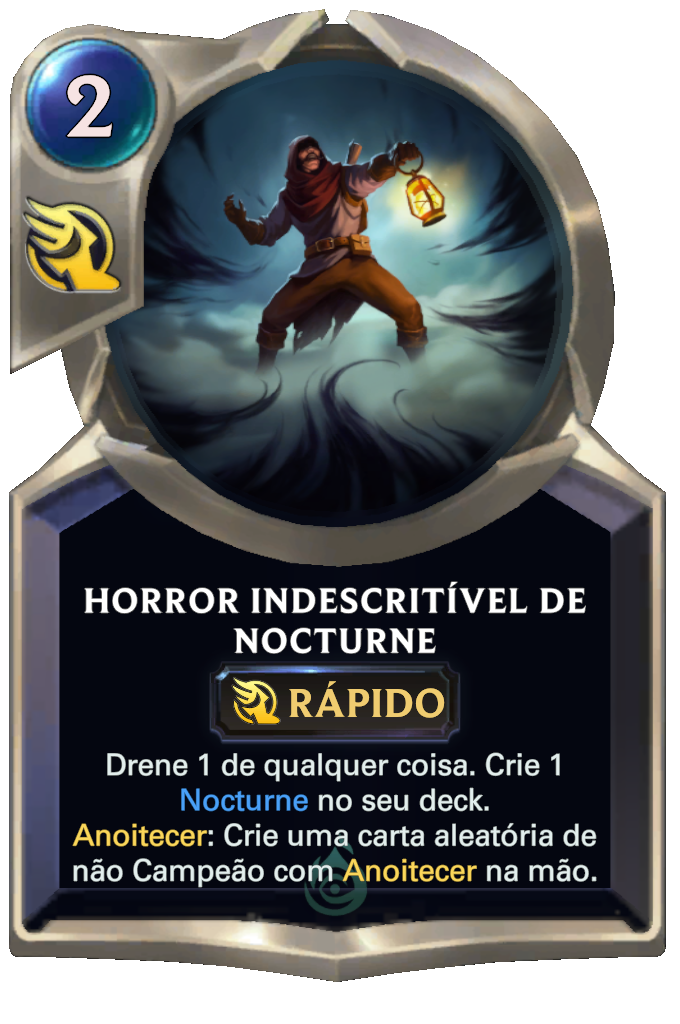 2
HORROR INDESCRITÍVEL DE
NOCTURNE
RÁPIDO
Drene 1 de qualquer coisa. Crie 1
Nocturne no seu deck.
Anoitecer: Crie uma carta aleatória de
não Campeão com Anoitecer na mão.